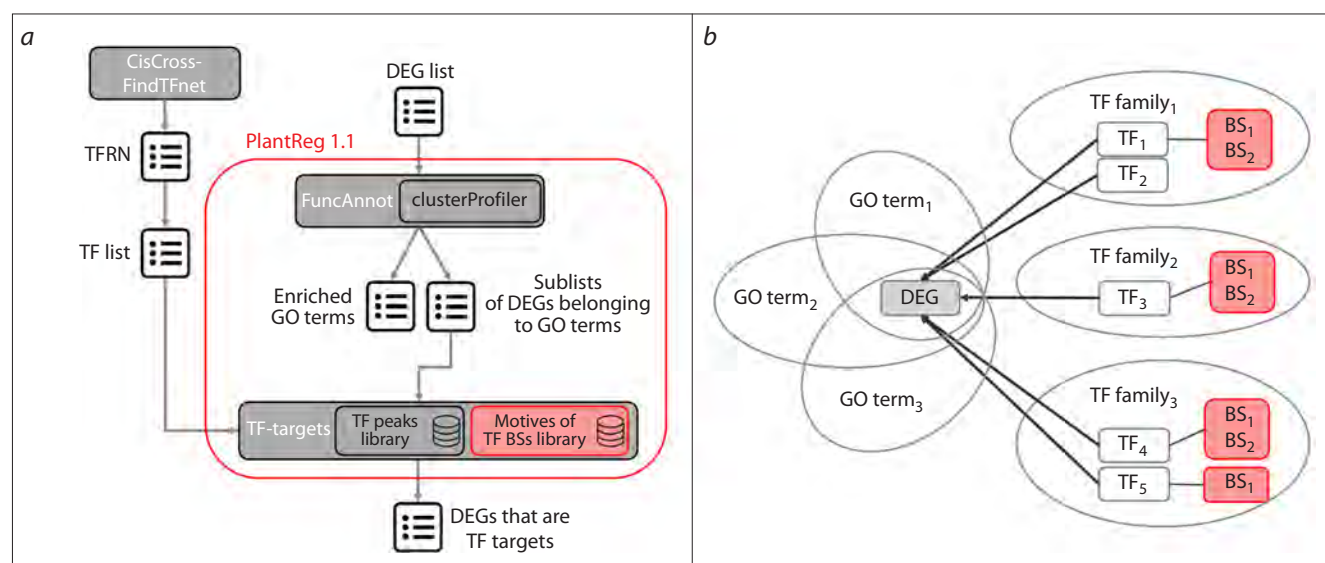 a
CisCross-
FindTFnet
DEG list
TFRN
PlantReg 1.1
FuncAnnot
clusterProfiler
TF list
Enriched
GO terms
Sublists
of DEGs belonging
to GO terms
TF-targets
TF peaks
library
Motives of
TF BSs library
DEGs that are
TF targets
b
TF family₁
TF₁
BS₁
BS₂
TF₂
GO term₁
TF family₂
GO term₂
DEG
TF₃
BS₁
BS₂
GO term₃
TF family₃
TF₄
BS₁
BS₂
TF₅
BS₁